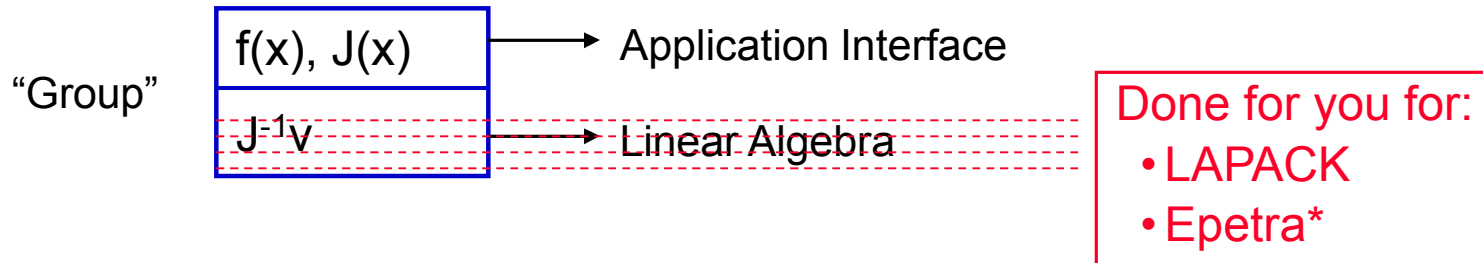 f(x), J(x)
Application Interface
“Group”
J-1v
Linear Algebra
Done for you for:
•LAPACK
•Epetra*